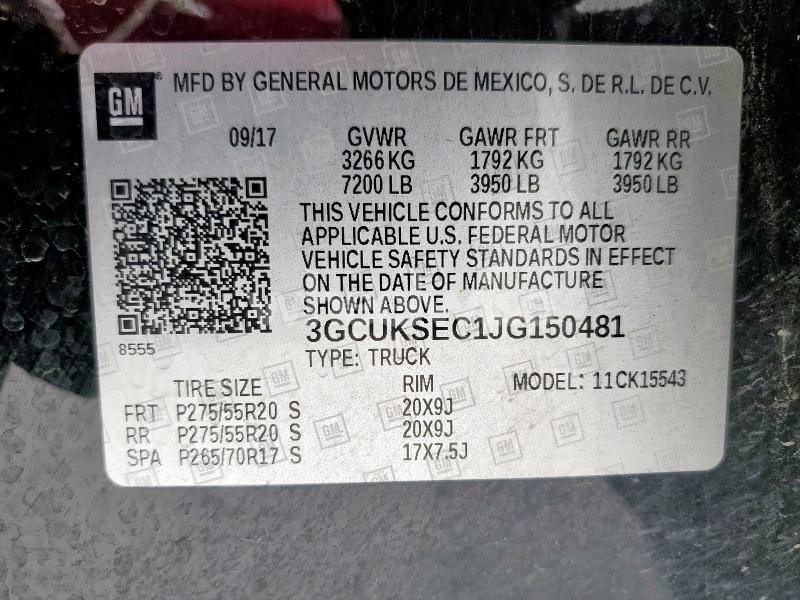 GM MFD BY GENERAL MOTORS DE MEXICO, S. DE R.L. DE C.V.
09/17 GVWR GAWR FRT GAWR RR
3266 KG 1792 KG 1792 KG
7200 LB 3950 LB 3950 LB
THIS VEHICLE CONFORMS TO ALL
APPLICABLE U.S. FEDERAL MOTOR
VEHICLE SAFETY STANDARDS IN EFFECT
ON THE DATE OF MANUFACTURE
SHOWN ABOVE.
3GCUKSEC1JG150481
8555
TYPE: TRUCK
TIRE SIZE RIM MODEL: 11CK15543
FRT P275/55R20 S 20X9J
RR P275/55R20 S 20X9J
SPA P265/70R17 S 17X7.5J